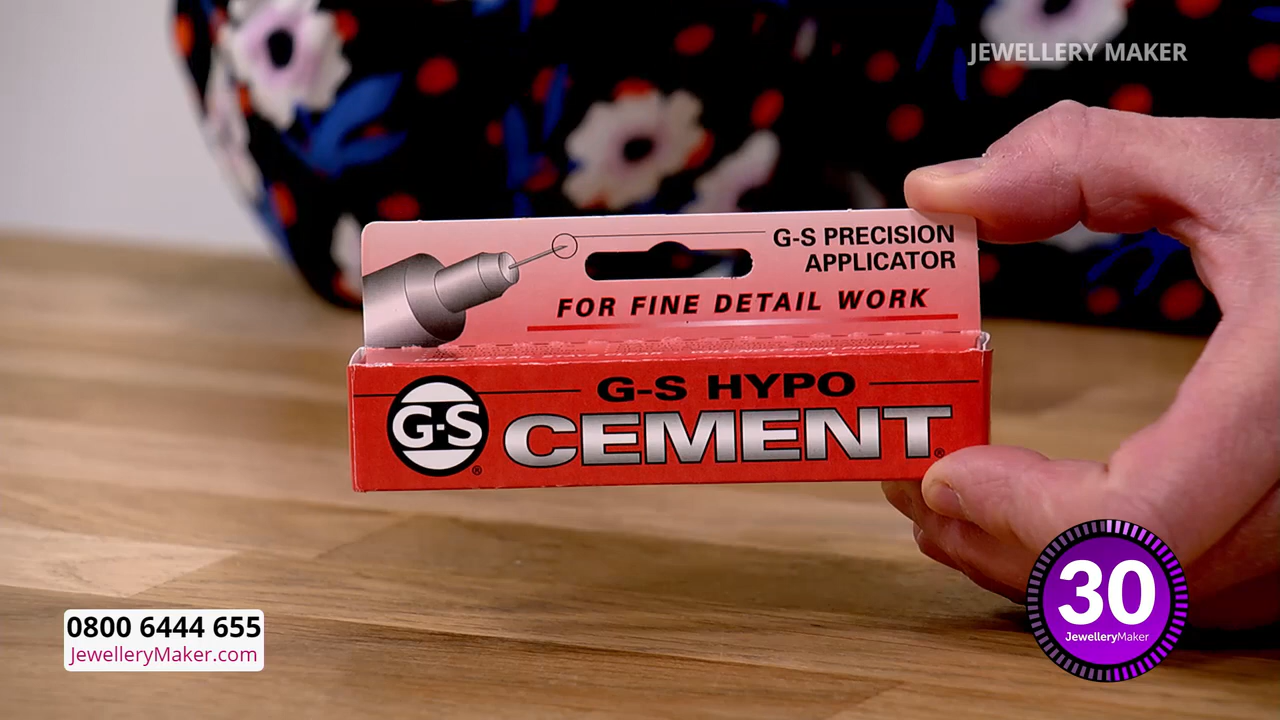 JEWELLERY MAKER
G-S PRECISION
APPLICATOR
FOR FINE DETAIL WORK
G-S HYPO
G-S
®
CEMENT®
0800 6444 655
JewelleryMaker.com
30
JewelleryMaker